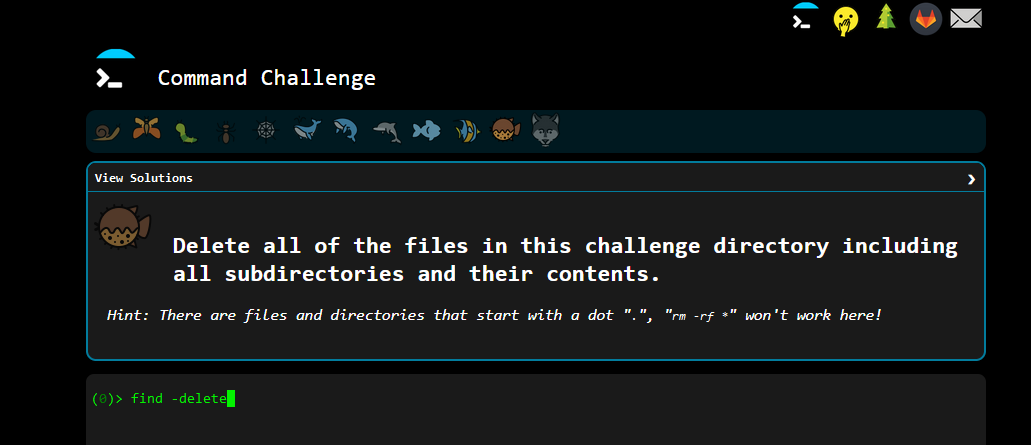 Command Challenge
View Solutions
Delete all of the files in this challenge directory including
all subdirectories and their contents.
Hint: There are files and directories that start with a dot ".", "rm -rf *" won't work here!
(0)> find -delete